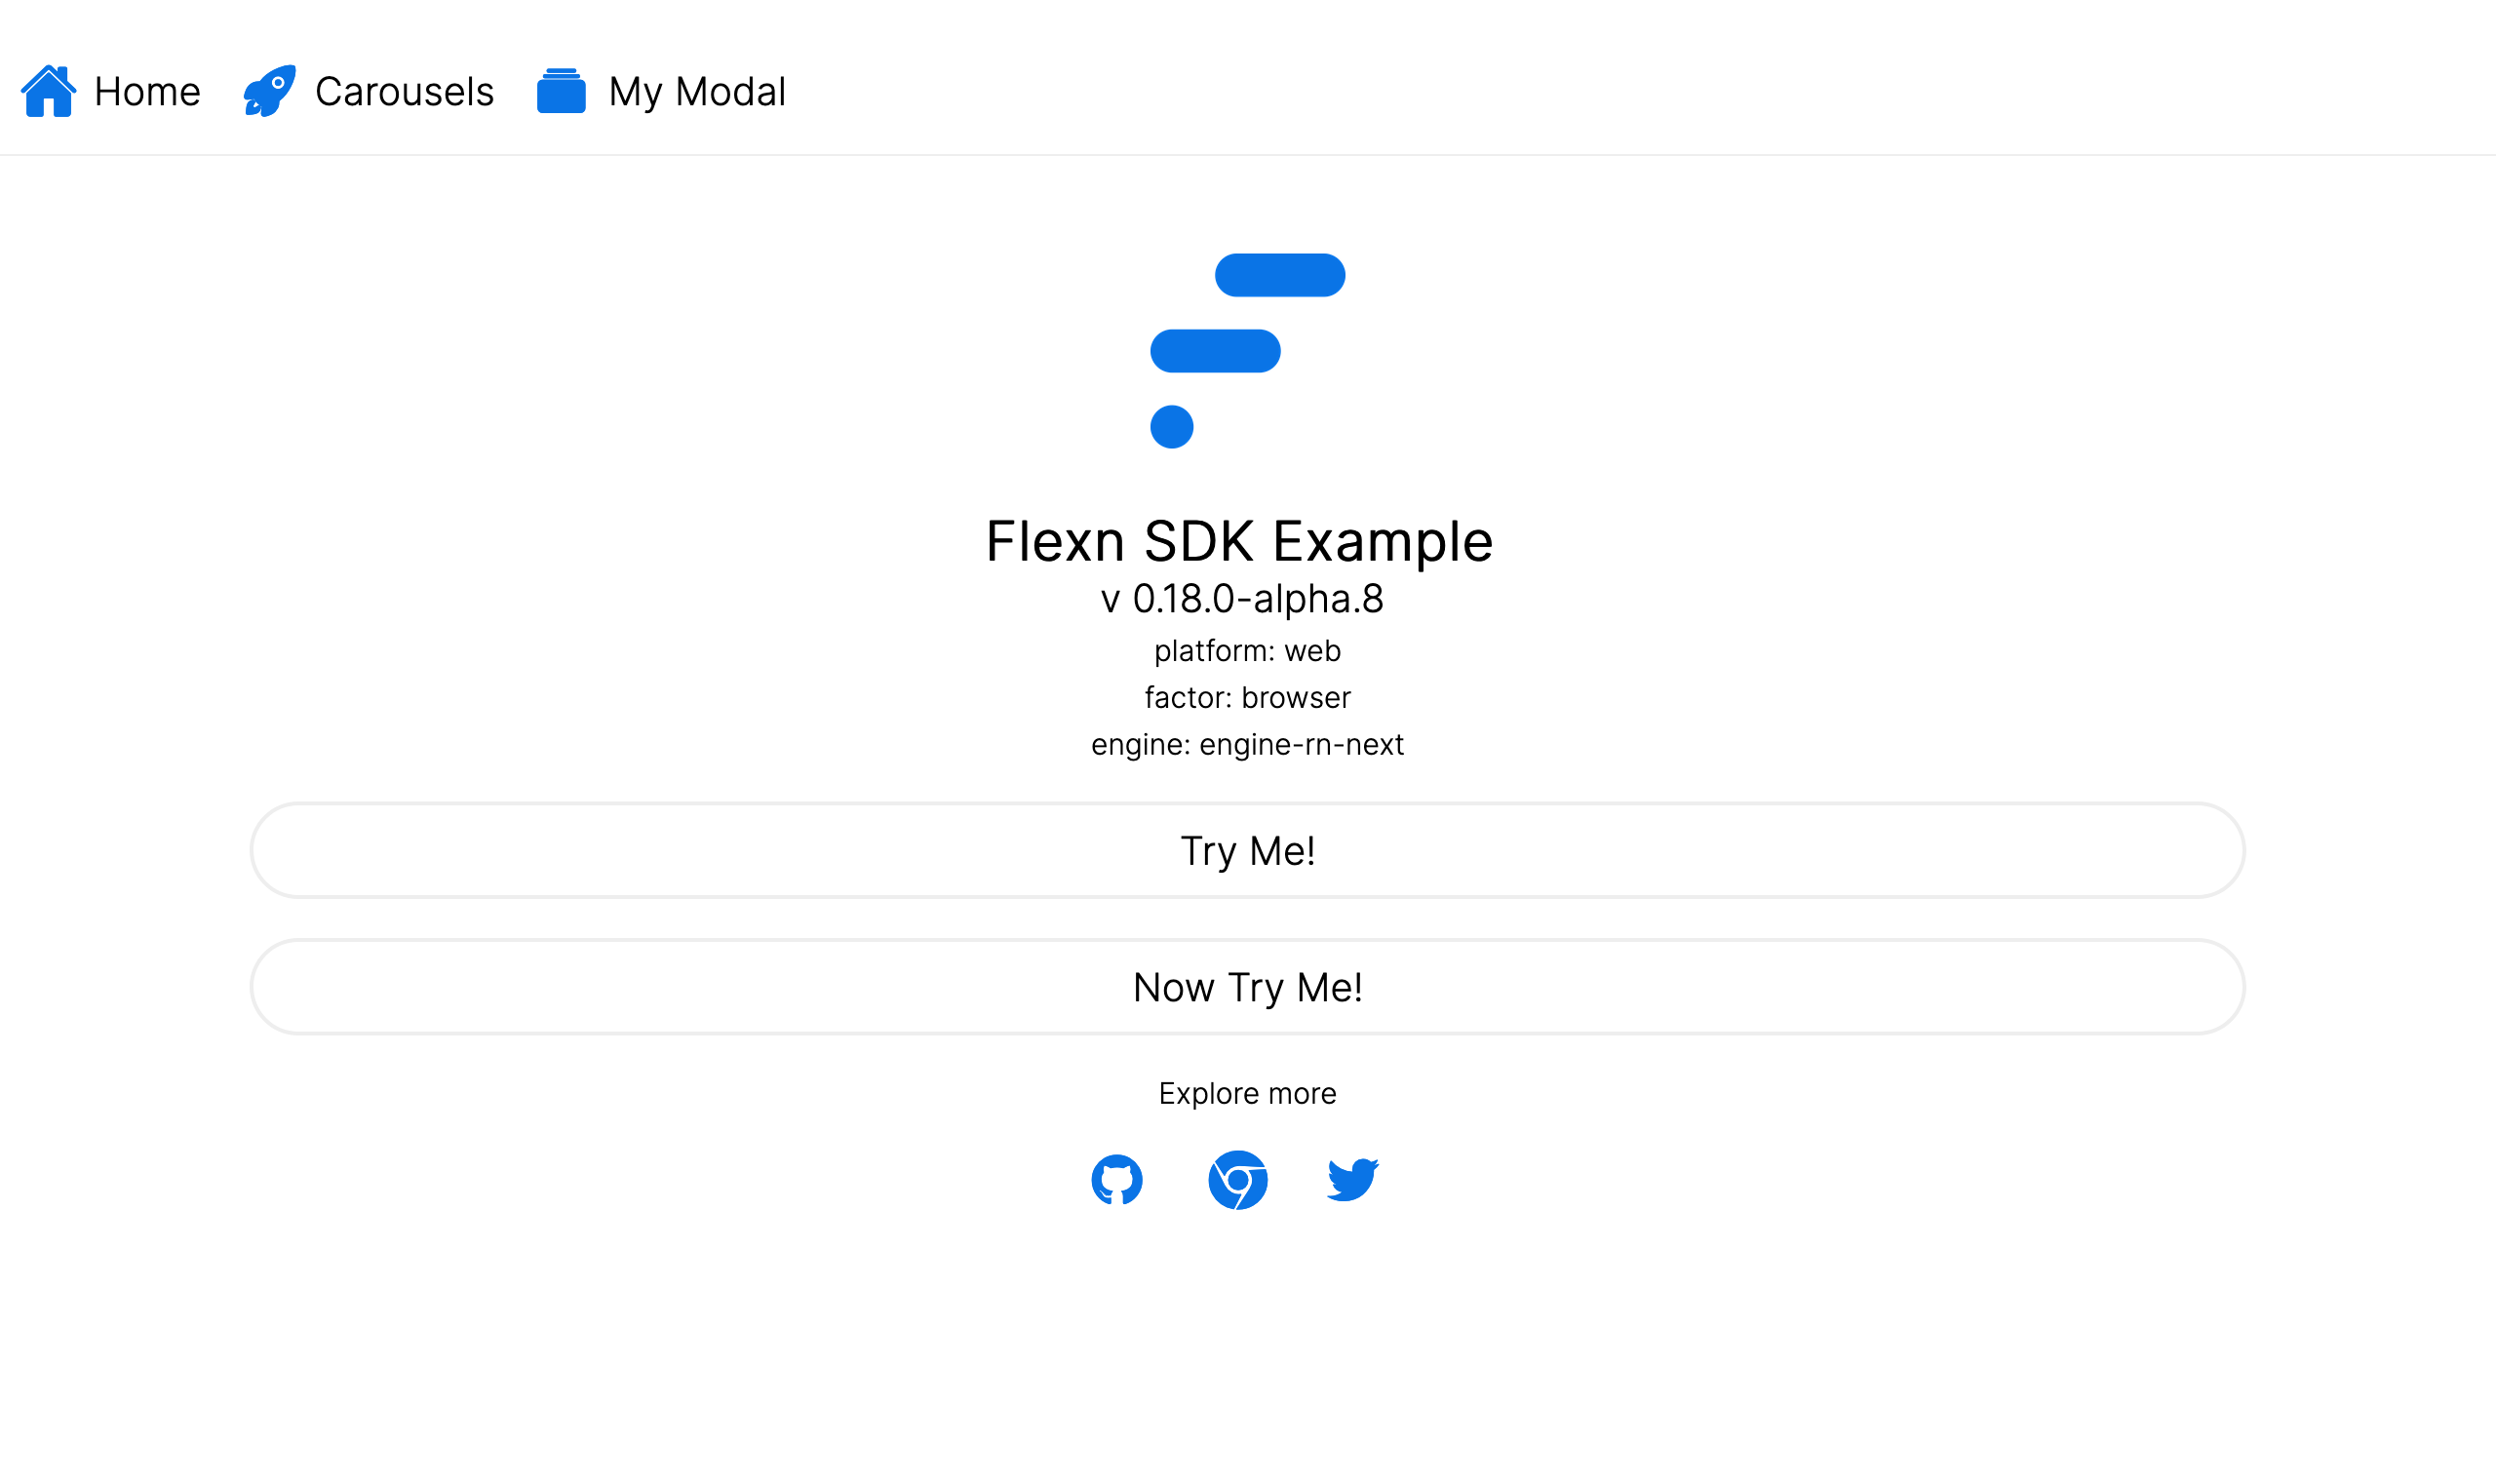 Home Carousels My Modal
Flexn SDK Example
v 0.18.0-alpha.8
platform: web
factor: browser
engine: engine-rn-next
Try Me!
Now Try Me!
Explore more